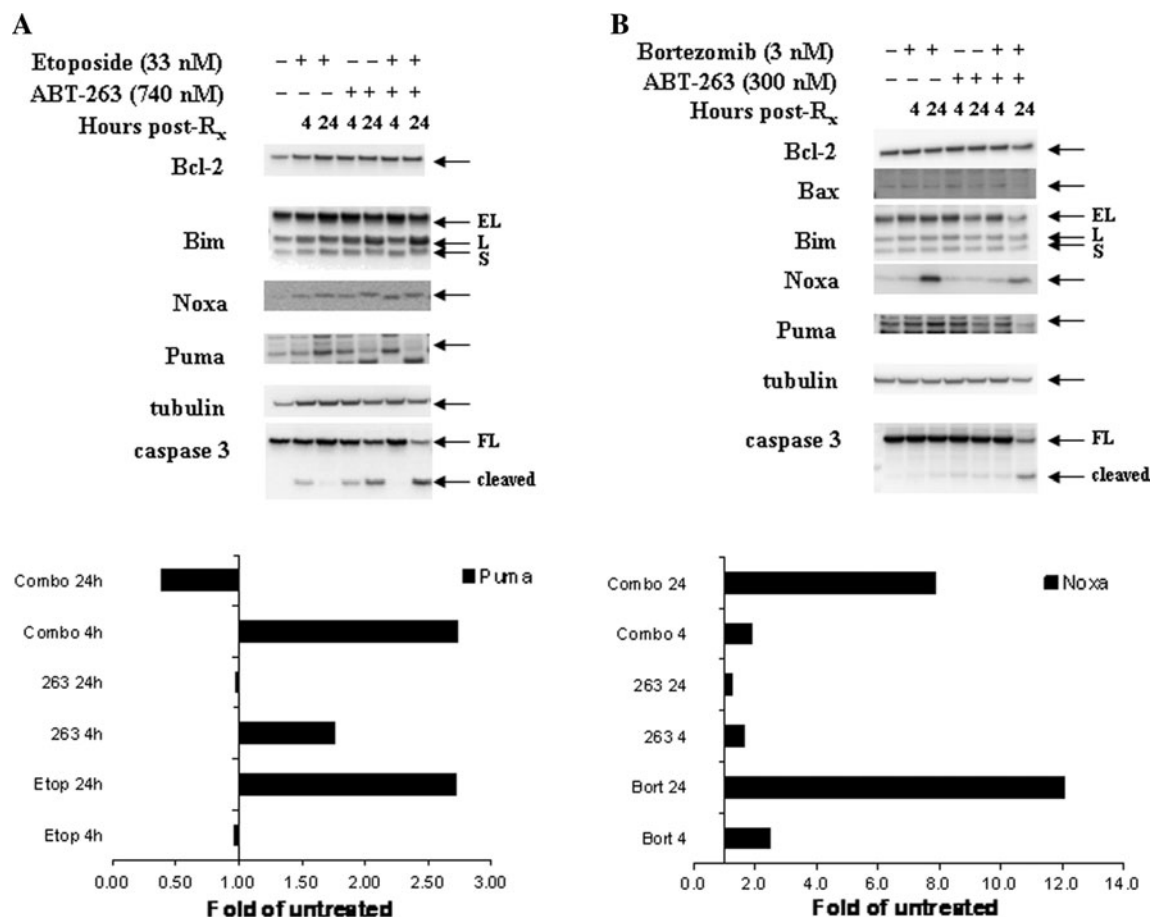 A
Etoposide (33 nM) – + + – – + +
ABT-263 (740 nM) – – – + + + +
Hours post-Rx 4 24 4 24 4 24
Bcl-2
Bim
EL
L
S
Noxa
Puma
tubulin
caspase 3
FL
cleaved
Puma
Combo 24h
Combo 4h
263 24h
263 4h
Etop 24h
Etop 4h
0.00 0.50 1.00 1.50 2.00 2.50 3.00
Fold of untreated
B
Bortezomib (3 nM) – + + – – + +
ABT-263 (300 nM) – – – + + + +
Hours post-Rx 4 24 4 24 4 24
Bcl-2
Bax
Bim
EL
L
S
Noxa
Puma
tubulin
caspase 3
FL
cleaved
Noxa
Combo 24
Combo 4
263 24
263 4
Bort 24
Bort 4
0.0 2.0 4.0 6.0 8.0 10.0 12.0 14.0
Fold of untreated